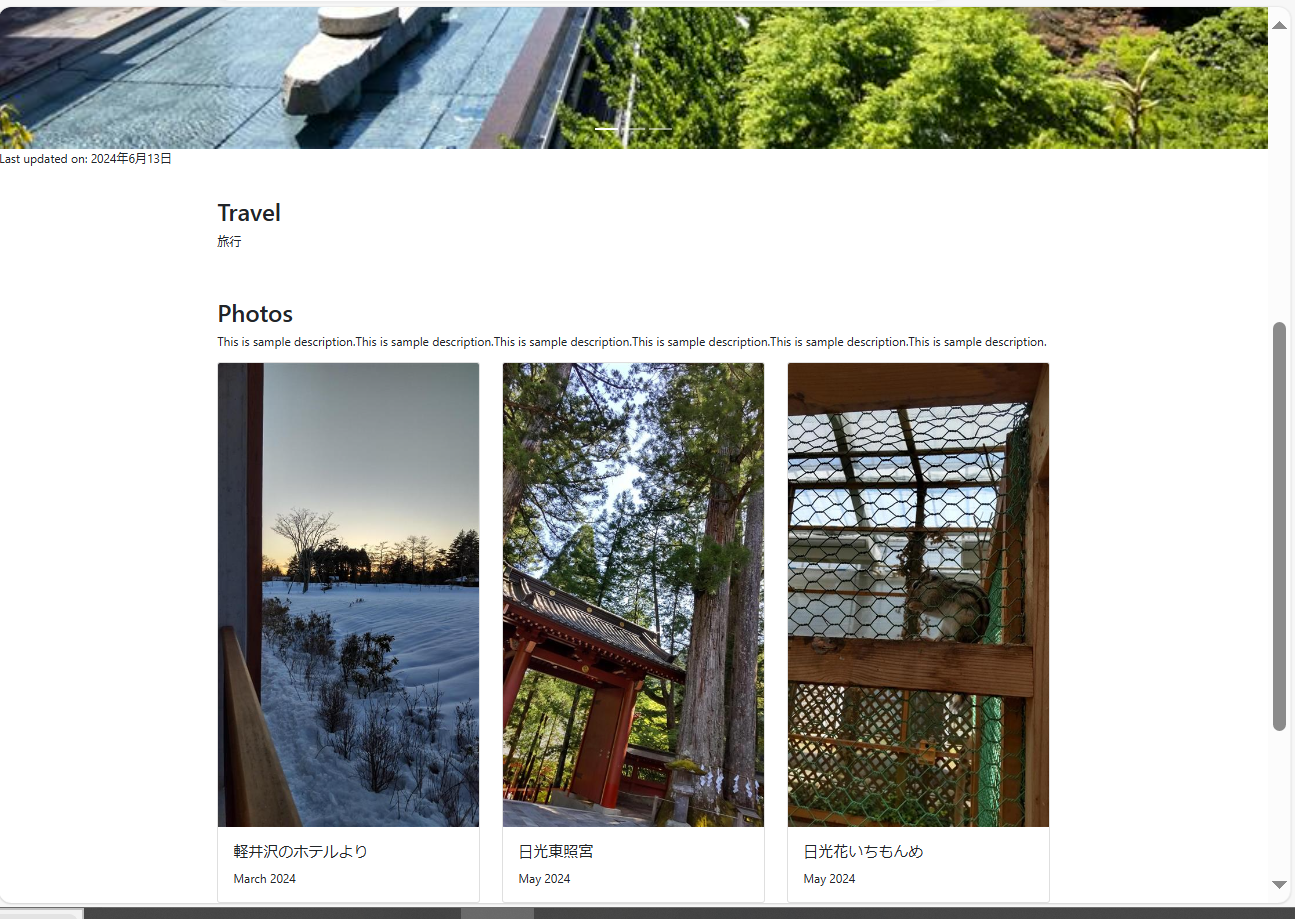 Last updated on: 2024年6月13日
Travel
旅行
Photos
This is sample description.This is sample description.This is sample description.This is sample description.This is sample description.This is sample description.
軽井沢のホテルより
March 2024
日光東照宮
May 2024
日光花いちもんめ
May 2024